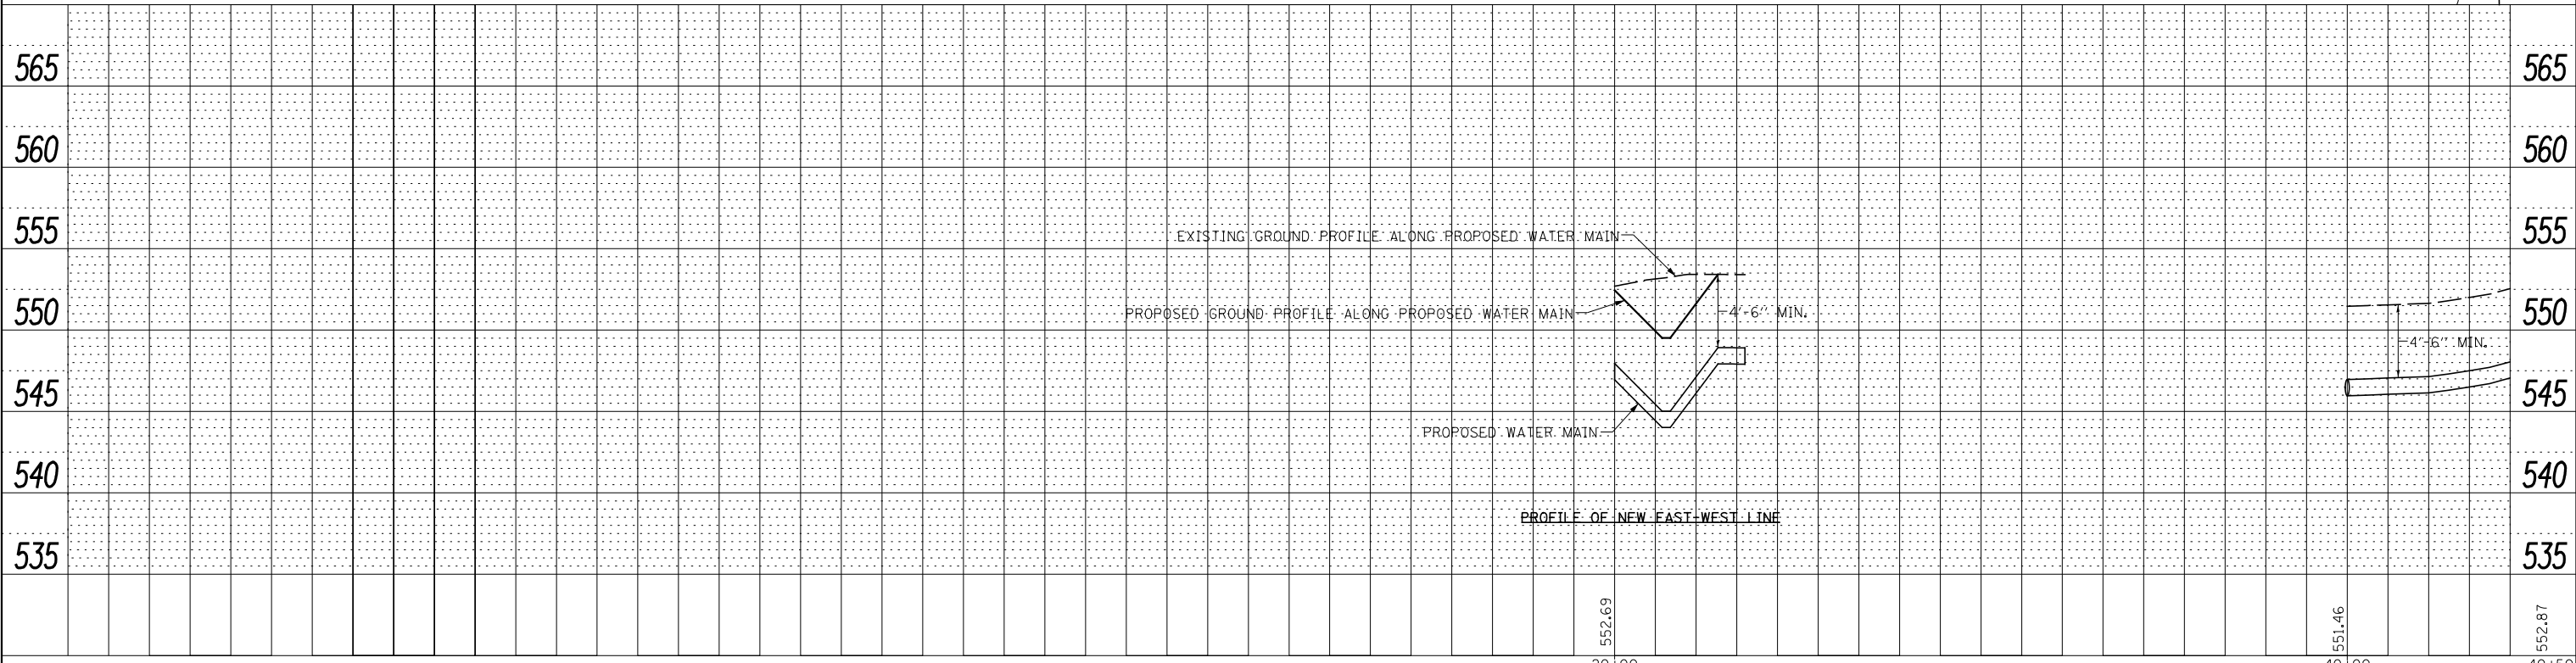 565 565
560 560
555 555
EXISTING GROUND PROFILE ALONG PROPOSED WATER MAIN
550 550
PROPOSED GROUND PROFILE ALONG PROPOSED WATER MAIN
4'-6'' MIN.
4'-6'' MIN.
545 545
PROPOSED WATER MAIN
540 540
PROFILE OF NEW EAST-WEST LINE
535 535
552.69
551.46
552.87